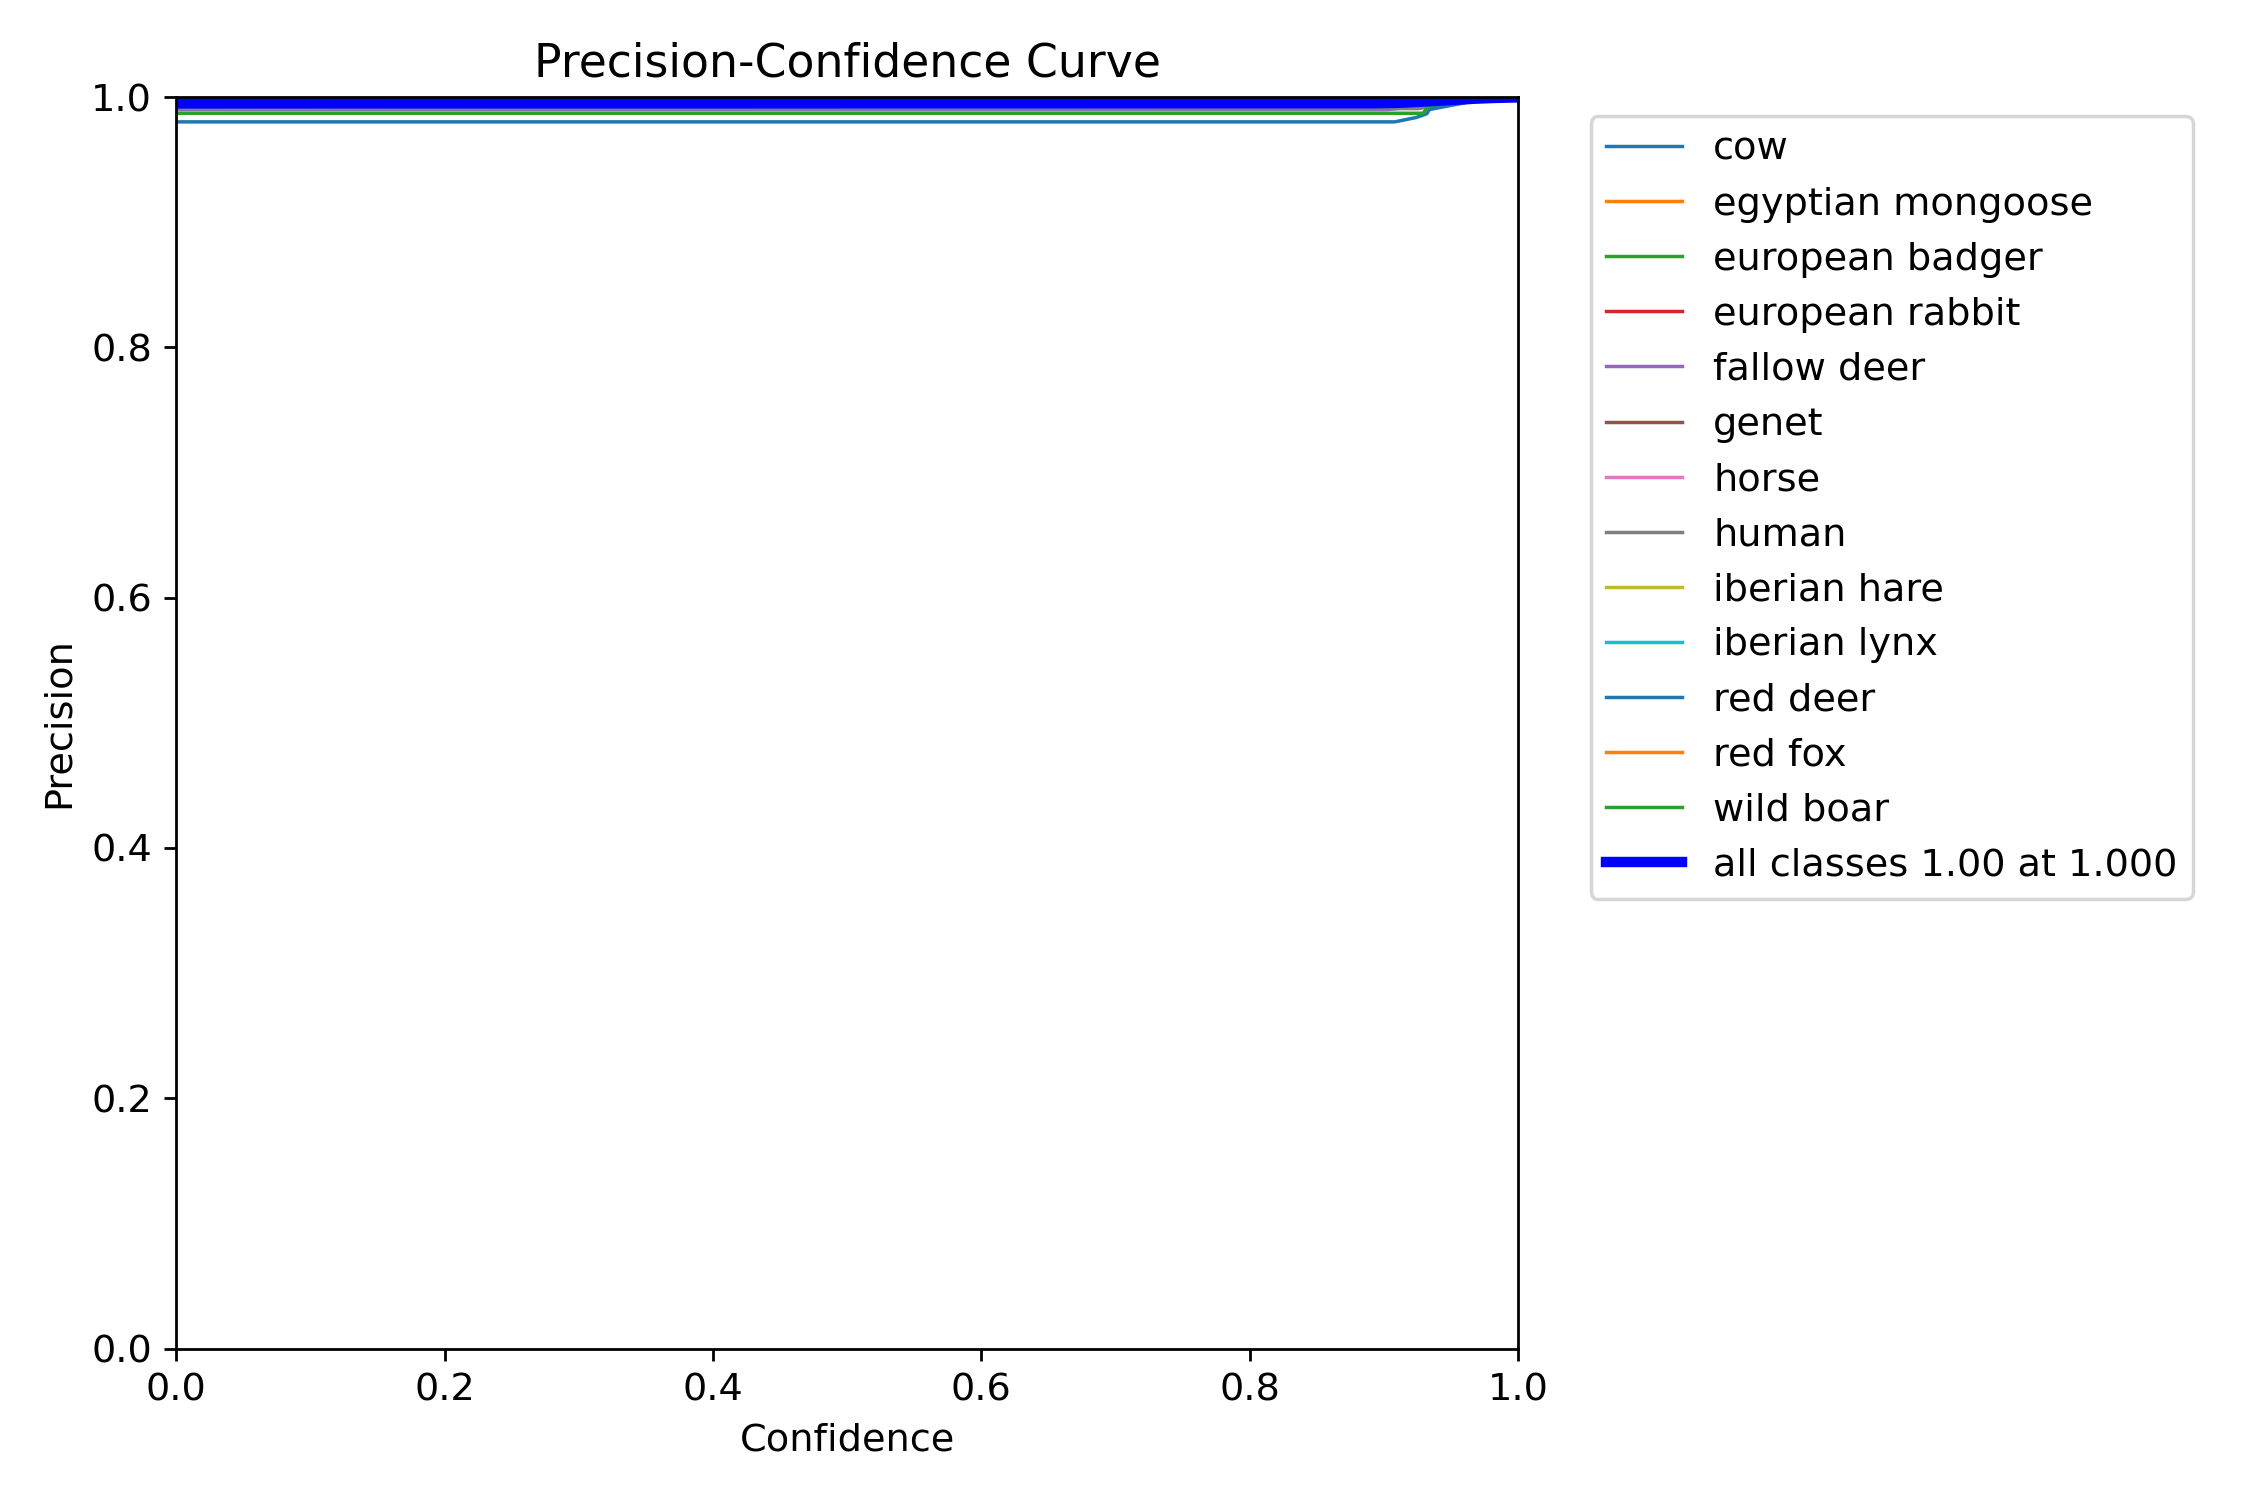 Precision-Confidence Curve
1.0
0.8
0.6
0.4
0.2
0.0
Precision
0.0 0.2 0.4 0.6 0.8 1.0
Confidence
cow
egyptian mongoose
european badger
european rabbit
fallow deer
genet
horse
human
iberian hare
iberian lynx
red deer
red fox
wild boar
all classes 1.00 at 1.000